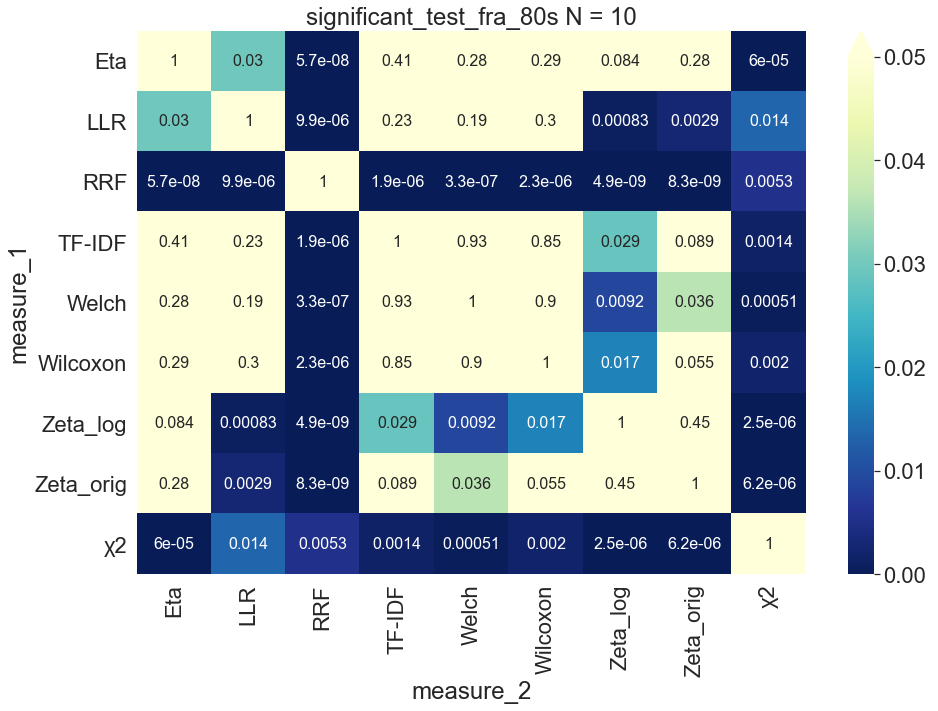 significant_test_fra_80s N = 10
Eta 1 0.03 5.7e-08 0.41 0.28 0.29 0.084 0.28 6e-05
LLR 0.03 1 9.9e-06 0.23 0.19 0.3 0.00083 0.0029 0.014
RRF 5.7e-08 9.9e-06 1 1.9e-06 3.3e-07 2.3e-06 4.9e-09 8.3e-09 0.0053
TF-IDF 0.41 0.23 1.9e-06 1 0.93 0.85 0.029 0.089 0.0014
Welch 0.28 0.19 3.3e-07 0.93 1 0.9 0.0092 0.036 0.00051
Wilcoxon 0.29 0.3 2.3e-06 0.85 0.9 1 0.017 0.055 0.002
Zeta_log 0.084 0.00083 4.9e-09 0.029 0.0092 0.017 1 0.45 2.5e-06
Zeta_orig 0.28 0.0029 8.3e-09 0.089 0.036 0.055 0.45 1 6.2e-06
χ2 6e-05 0.014 0.0053 0.0014 0.00051 0.002 2.5e-06 6.2e-06 1
Eta LLR RRF TF-IDF Welch Wilcoxon Zeta_log Zeta_orig χ2
measure_2
measure_1
0.05
0.04
0.03
0.02
0.01
0.00